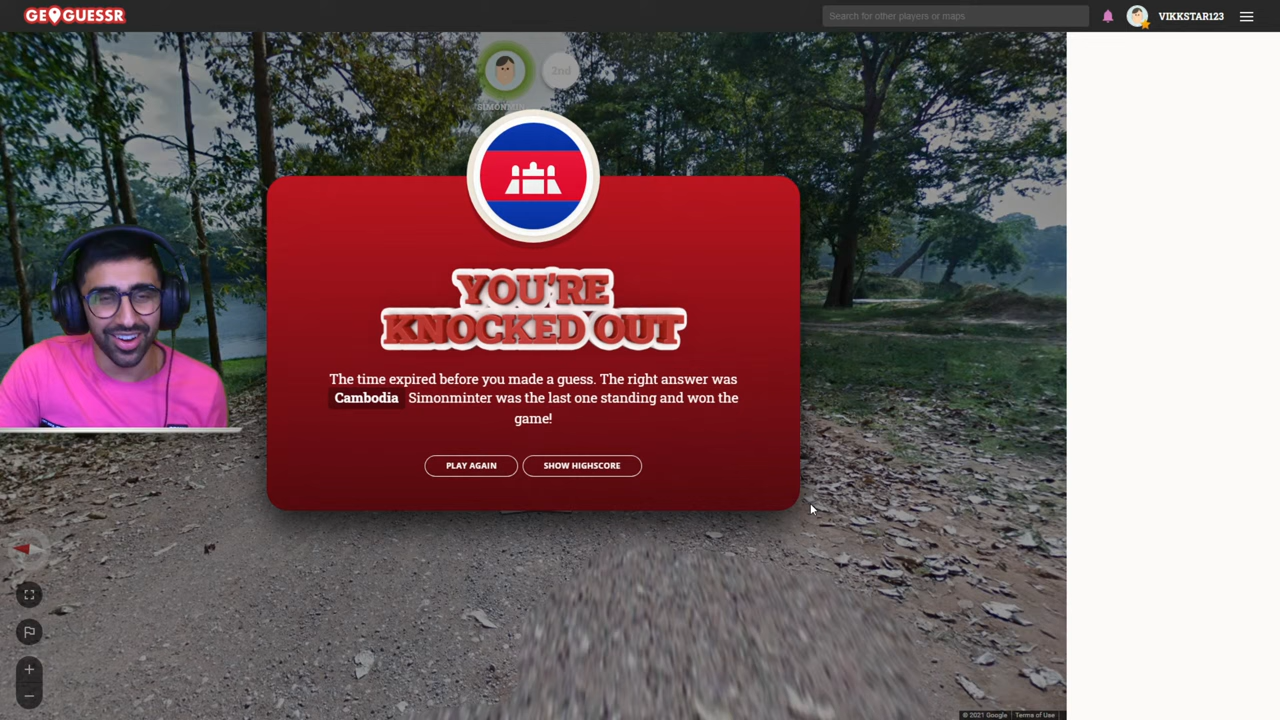 GEOGUESSR
Search for other players or maps
VIKKSTAR123
2nd
YOU'RE
KNOCKED OUT
The time expired before you made a guess. The right answer was
Cambodia Simonminter was the last one standing and won the
game!
PLAY AGAIN
SHOW HIGHSCORE
© 2021 Google
Terms of Use